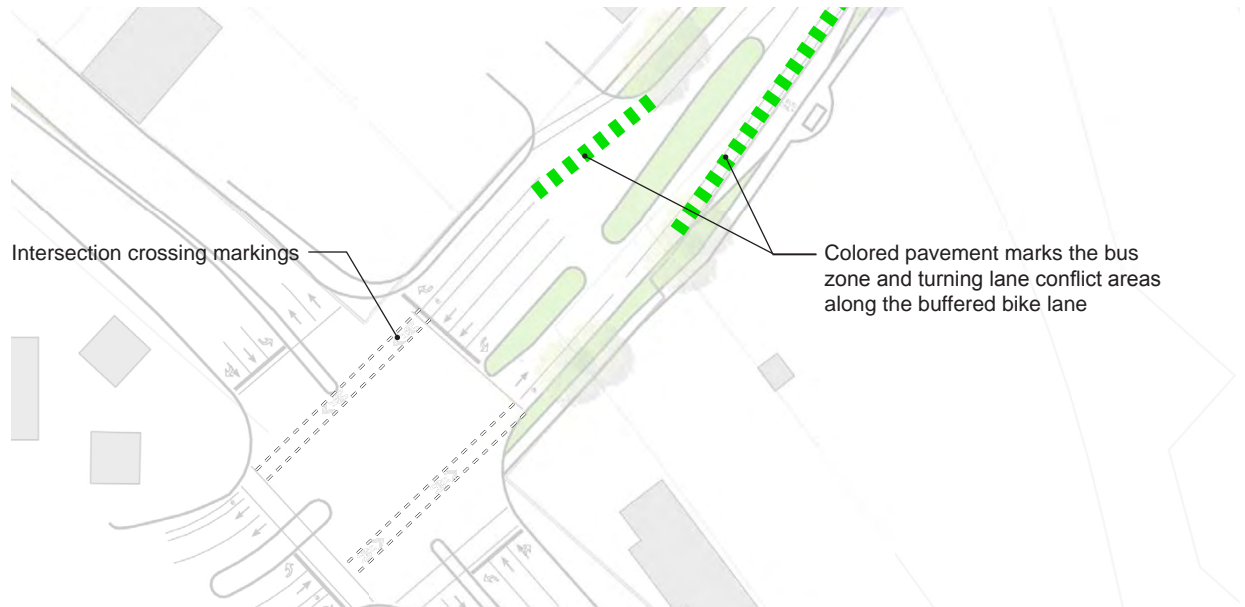 Intersection crossing markings
Colored pavement marks the bus
zone and turning lane conflict areas
along the buffered bike lane